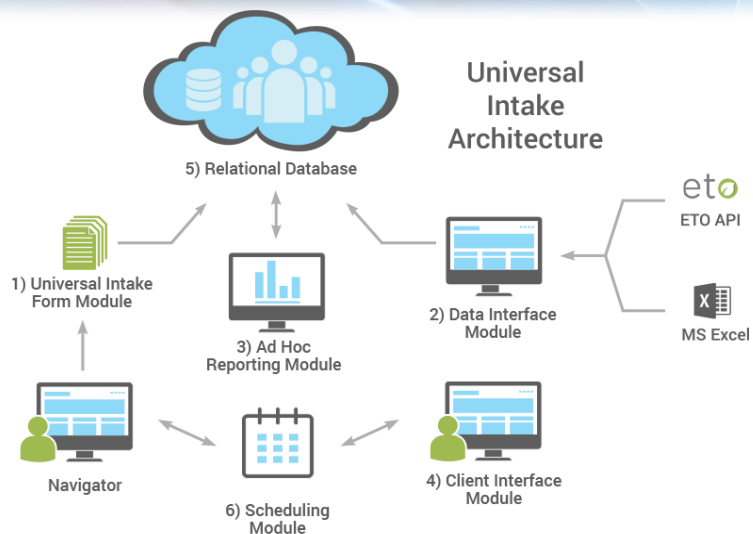 Universal
Intake
Architecture
5) Relational Database
eto
ETO API
1) Universal Intake
Form Module
2) Data Interface
Module
X
MS Excel
3) Ad Hoc
Reporting Module
Navigator
6) Scheduling
Module
4) Client Interface
Module